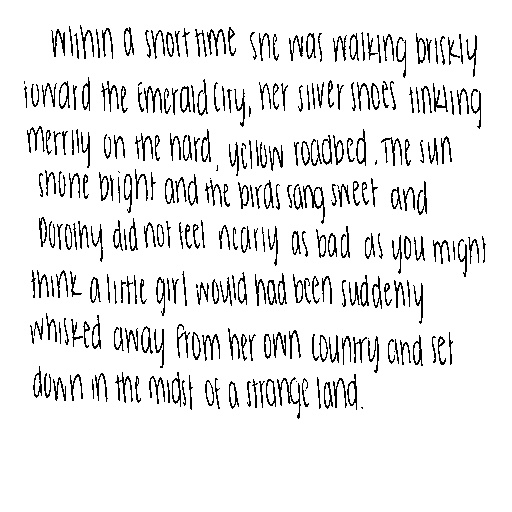 Within a short time she was walking briskly
toward the Emerald City, her silver shoes tinkling
merrily on the hard, yellow roadbed. The sun
shone bright and the birds sang sweet and
Dorothy did not feel nearly as bad as you might
think a little girl would had been suddenly
whisked away from her own country and set
down in the midst of a strange land.